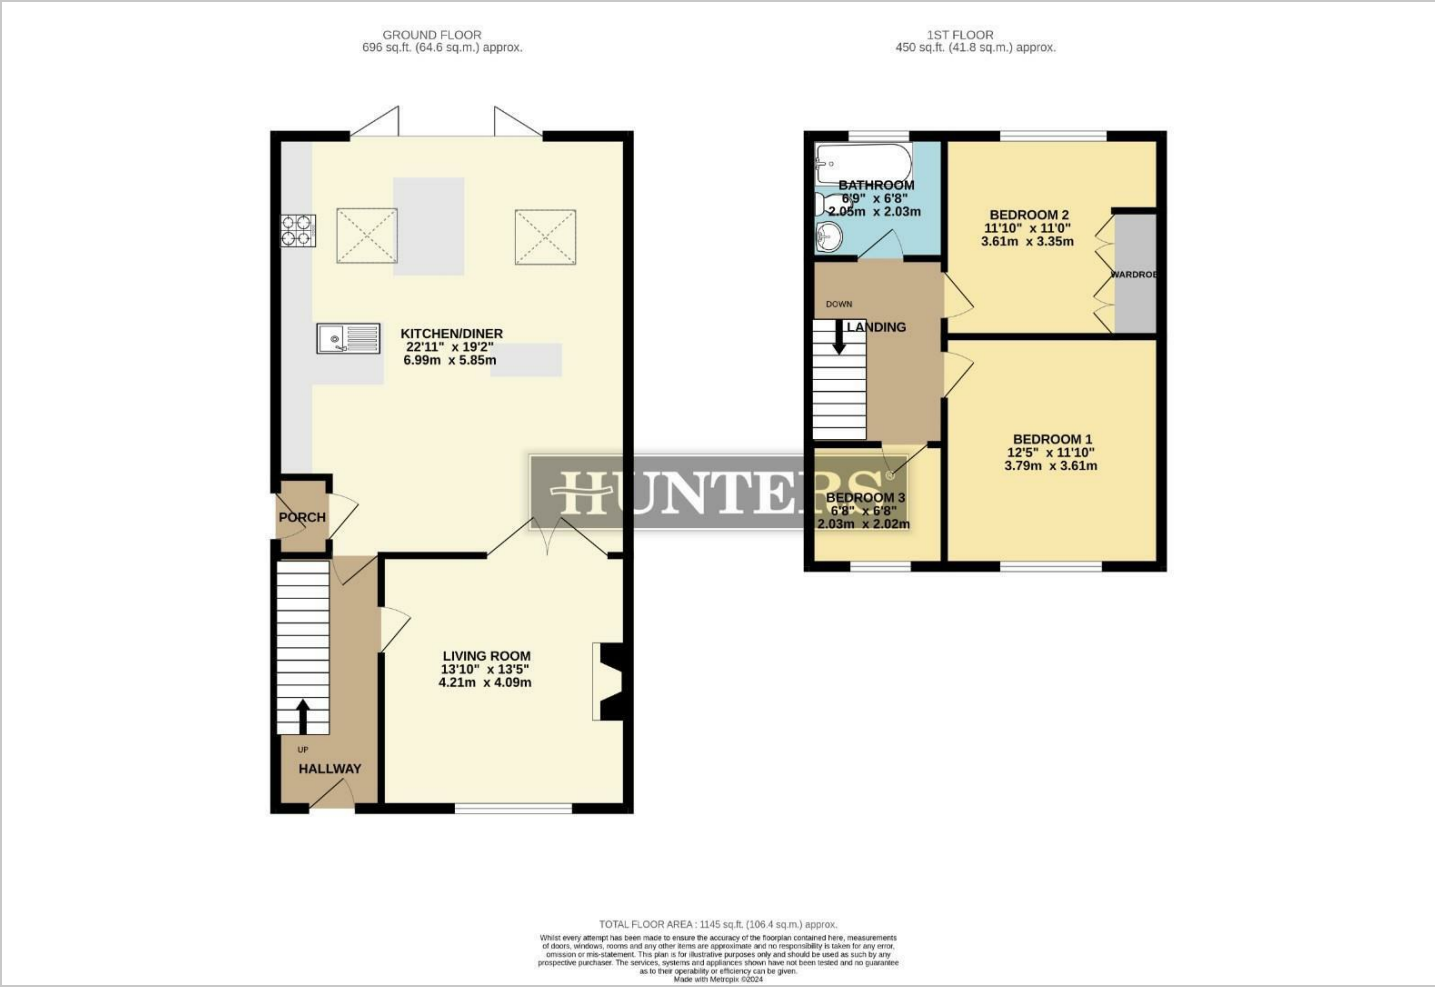 GROUND FLOOR
696 sq.ft. (64.6 sq.m.) approx.
1ST FLOOR
450 sq.ft. (41.8 sq.m.) approx.
KITCHEN/DINER
22'11" x 19'2"
6.99m x 5.85m
PORCH
LIVING ROOM
13'10" x 13'5"
4.21m x 4.09m
UP
HALLWAY
BATHROOM
6'9" x 6'8"
2.05m x 2.03m
BEDROOM 2
11'10" x 11'0"
3.61m x 3.35m
WARDROB
DOWN
LANDING
BEDROOM 1
12'5" x 11'10"
3.79m x 3.61m
HUNTERS®
BEDROOM 3
6'8" x 6'8"
2.03m x 2.02m
TOTAL FLOOR AREA : 1145 sq.ft. (106.4 sq.m.) approx.
Whilst every attempt has been made to ensure the accuracy of the floorplan contained here, measurements
of doors, windows, rooms and any other items are approximate and no responsibility is taken for any error,
omission or mis-statement. This plan is for illustrative purposes only and should be used as such by any
prospective purchaser. The services, systems and appliances shown have not been tested and no guarantee
as to their operability or efficiency can be given.
Made with Metropix ©2024